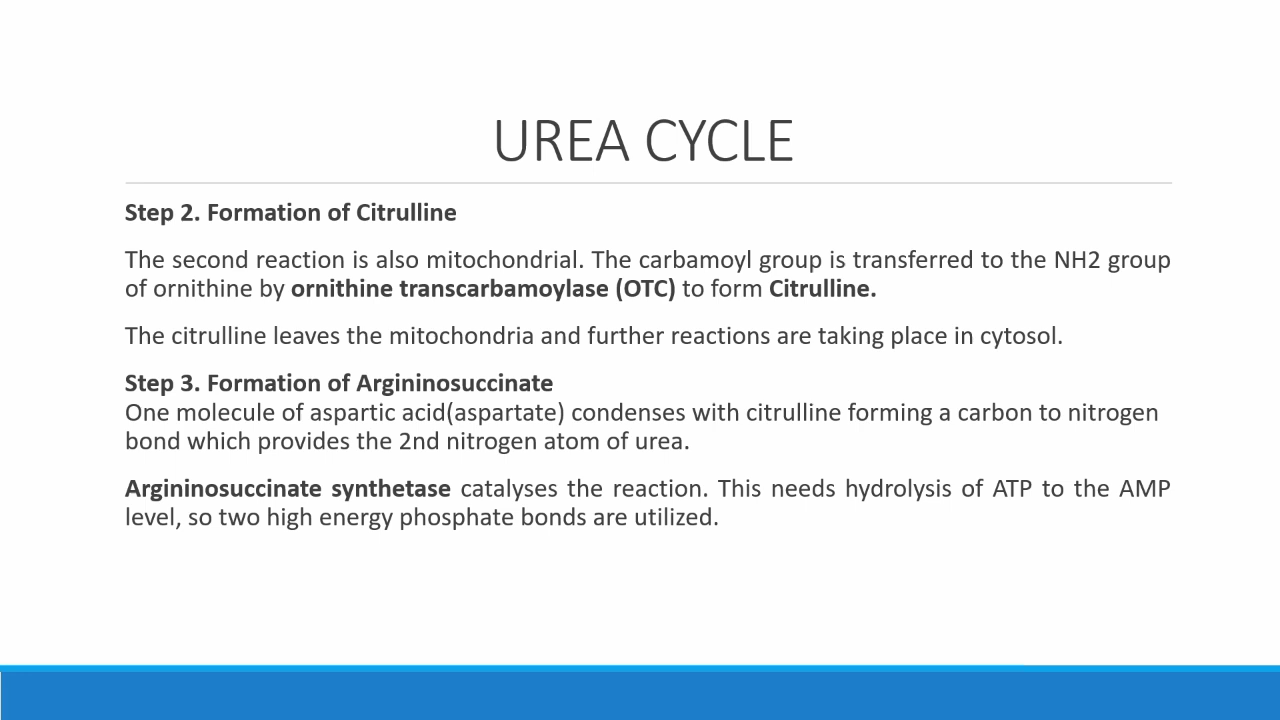 UREA CYCLE
Step 2. Formation of Citrulline
The second reaction is also mitochondrial. The carbamoyl group is transferred to the NH2 group
of ornithine by ornithine transcarbamoylase (OTC) to form Citrulline.
The citrulline leaves the mitochondria and further reactions are taking place in cytosol.
Step 3. Formation of Argininosuccinate
One molecule of aspartic acid(aspartate) condenses with citrulline forming a carbon to nitrogen
bond which provides the 2nd nitrogen atom of urea.
Argininosuccinate synthetase catalyses the reaction. This needs hydrolysis of ATP to the AMP
level, so two high energy phosphate bonds are utilized.